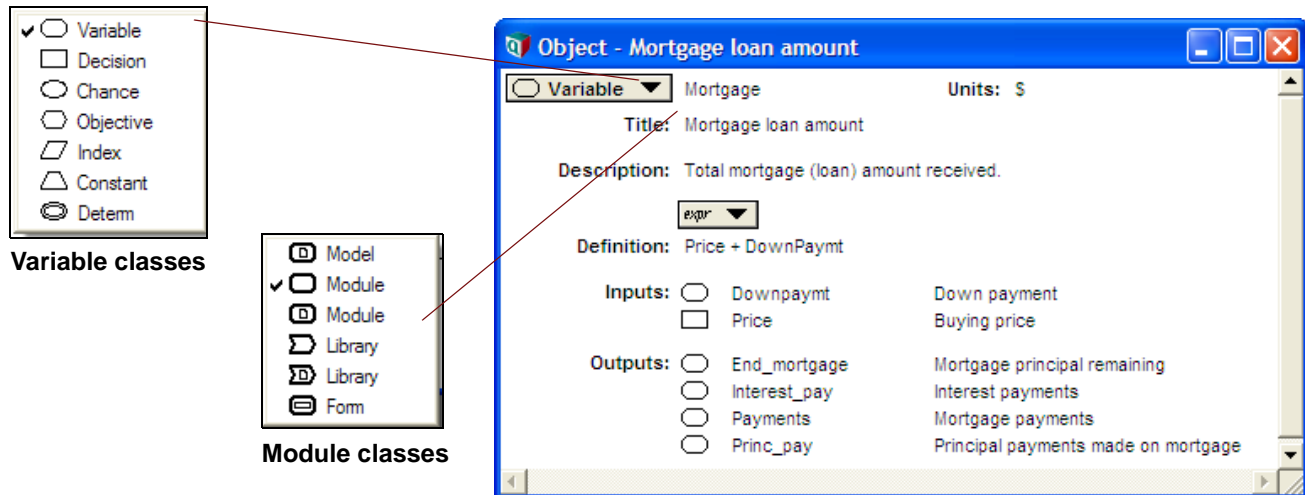 Variable
Decision
Chance
Objective
Index
Constant
Determ
Variable classes
Model
Module
Module
Library
Library
Form
Module classes
Object - Mortgage loan amount
Variable Mortgage Units: $
Title: Mortgage loan amount
Description: Total mortgage (loan) amount received.
expr
Definition: Price + DownPaymt
Inputs: Downpaymt Down payment
Price Buying price
Outputs: End_mortgage Mortgage principal remaining
Interest_pay Interest payments
Payments Mortgage payments
Princ_pay Principal payments made on mortgage